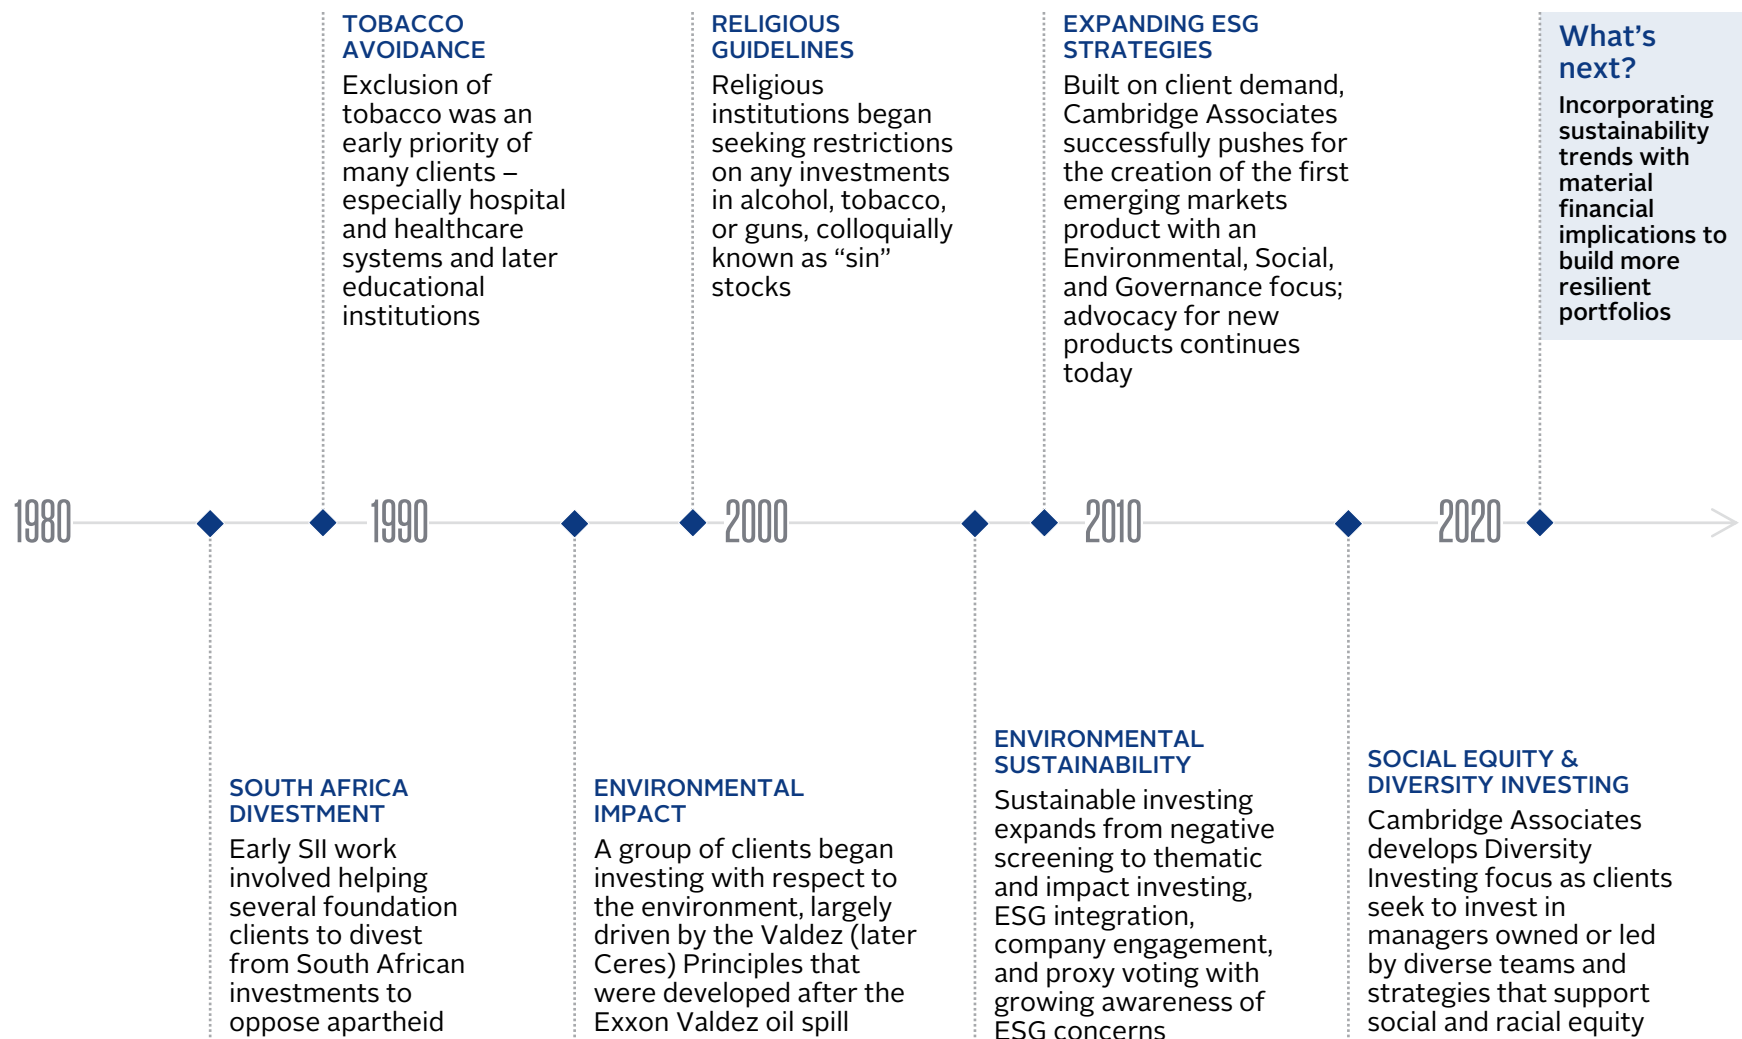 TOBACCO
AVOIDANCE
Exclusion of
tobacco was an
early priority of
many clients –
especially hospital
and healthcare
systems and later
educational
institutions
RELIGIOUS
GUIDELINES
Religious
institutions began
seeking restrictions
on any investments
in alcohol, tobacco,
or guns, colloquially
known as “sin”
stocks
EXPANDING ESG
STRATEGIES
Built on client demand,
Cambridge Associates
successfully pushes for
the creation of the first
emerging markets
product with an
Environmental, Social,
and Governance focus;
advocacy for new
products continues
today
What’s
next?
Incorporating
sustainability
trends with
material
financial
implications to
build more
resilient
portfolios
1980
1990
2000
2010
2020
SOUTH AFRICA
DIVESTMENT
Early SII work
involved helping
several foundation
clients to divest
from South African
investments to
oppose apartheid
ENVIRONMENTAL
IMPACT
A group of clients began
investing with respect to
the environment, largely
driven by the Valdez (later
Ceres) Principles that
were developed after the
Exxon Valdez oil spill
ENVIRONMENTAL
SUSTAINABILITY
Sustainable investing
expands from negative
screening to thematic
and impact investing,
ESG integration,
company engagement,
and proxy voting with
growing awareness of
ESG concerns
SOCIAL EQUITY &
DIVERSITY INVESTING
Cambridge Associates
develops Diversity
Investing focus as clients
seek to invest in
managers owned or led
by diverse teams and
strategies that support
social and racial equity